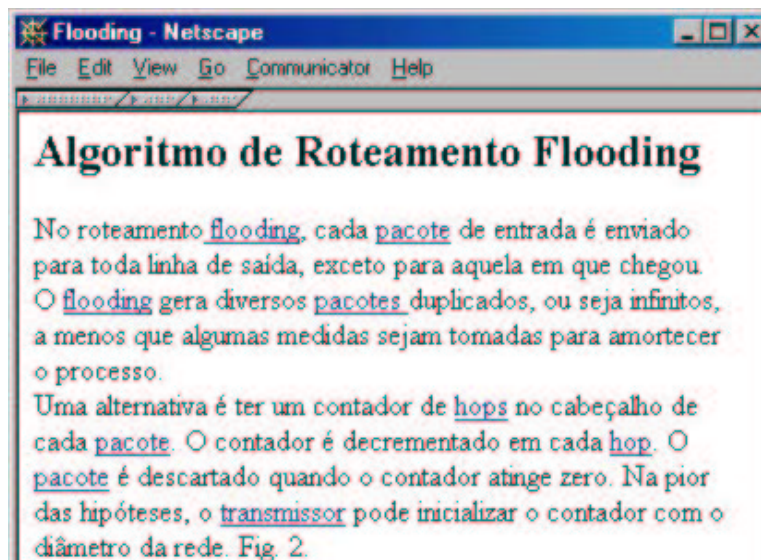 Flooding - Netscape
File Edit View Go Communicator Help
Algoritmo de Roteamento Flooding
No roteamento flooding, cada pacote de entrada é enviado
para toda linha de saída, exceto para aquela em que chegou.
O flooding gera diversos pacotes duplicados, ou seja infinitos,
a menos que algumas medidas sejam tomadas para amortecer
o processo.
Uma alternativa é ter um contador de hops no cabeçalho de
cada pacote. O contador é decrementado em cada hop. O
pacote é descartado quando o contador atinge zero. Na pior
das hipóteses, o transmissor pode inicializar o contador com o
diâmetro da rede. Fig. 2.